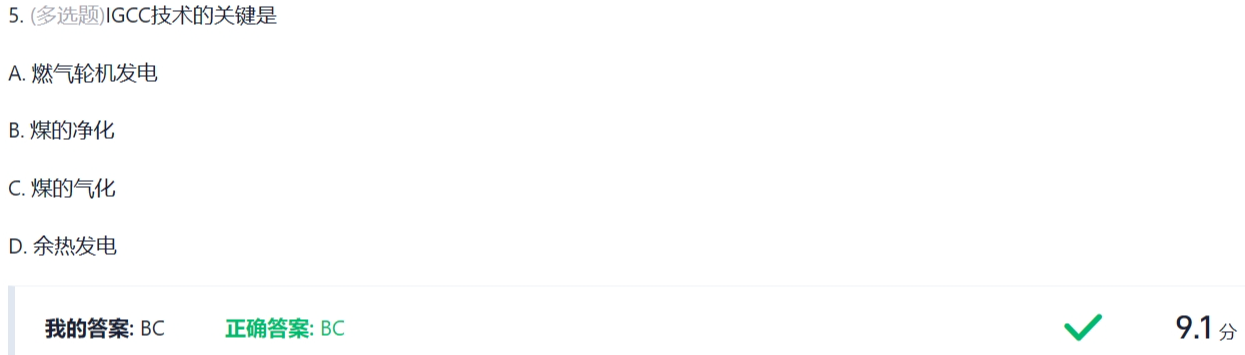 5. (多选题)IGCC技术的关键是
A. 燃气轮机发电
B. 煤的净化
C. 煤的气化
D. 余热发电
我的答案: BC 正确答案: BC 9.1 分